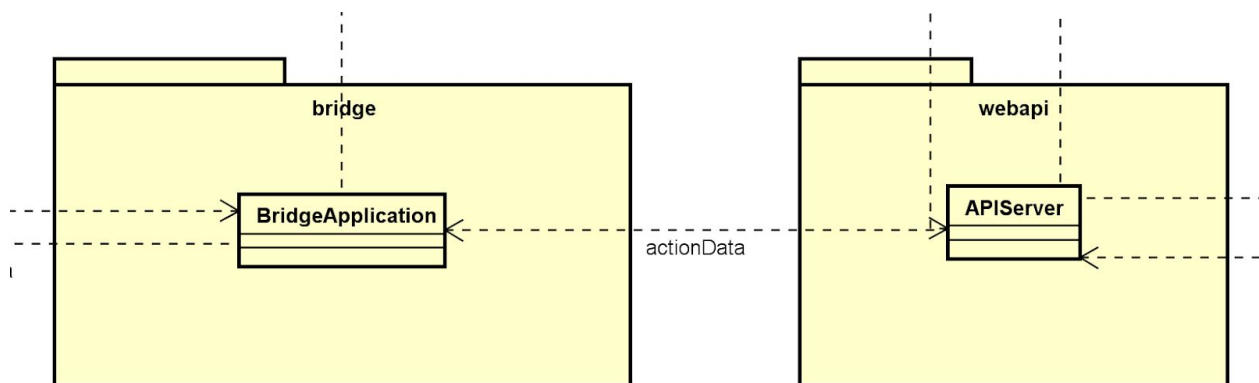 bridge
webapi
BridgeApplication
APIServer
actionData